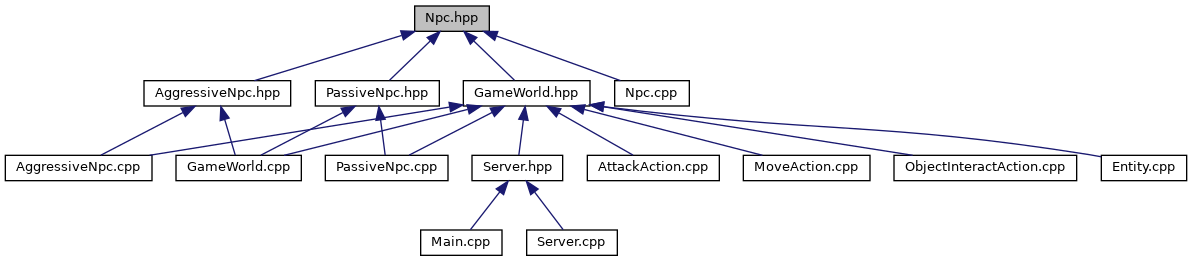 Npc.hpp
AggressiveNpc.hpp
PassiveNpc.hpp
GameWorld.hpp
Npc.cpp
AggressiveNpc.cpp
GameWorld.cpp
PassiveNpc.cpp
Server.hpp
AttackAction.cpp
MoveAction.cpp
ObjectInteractAction.cpp
Entity.cpp
Main.cpp
Server.cpp